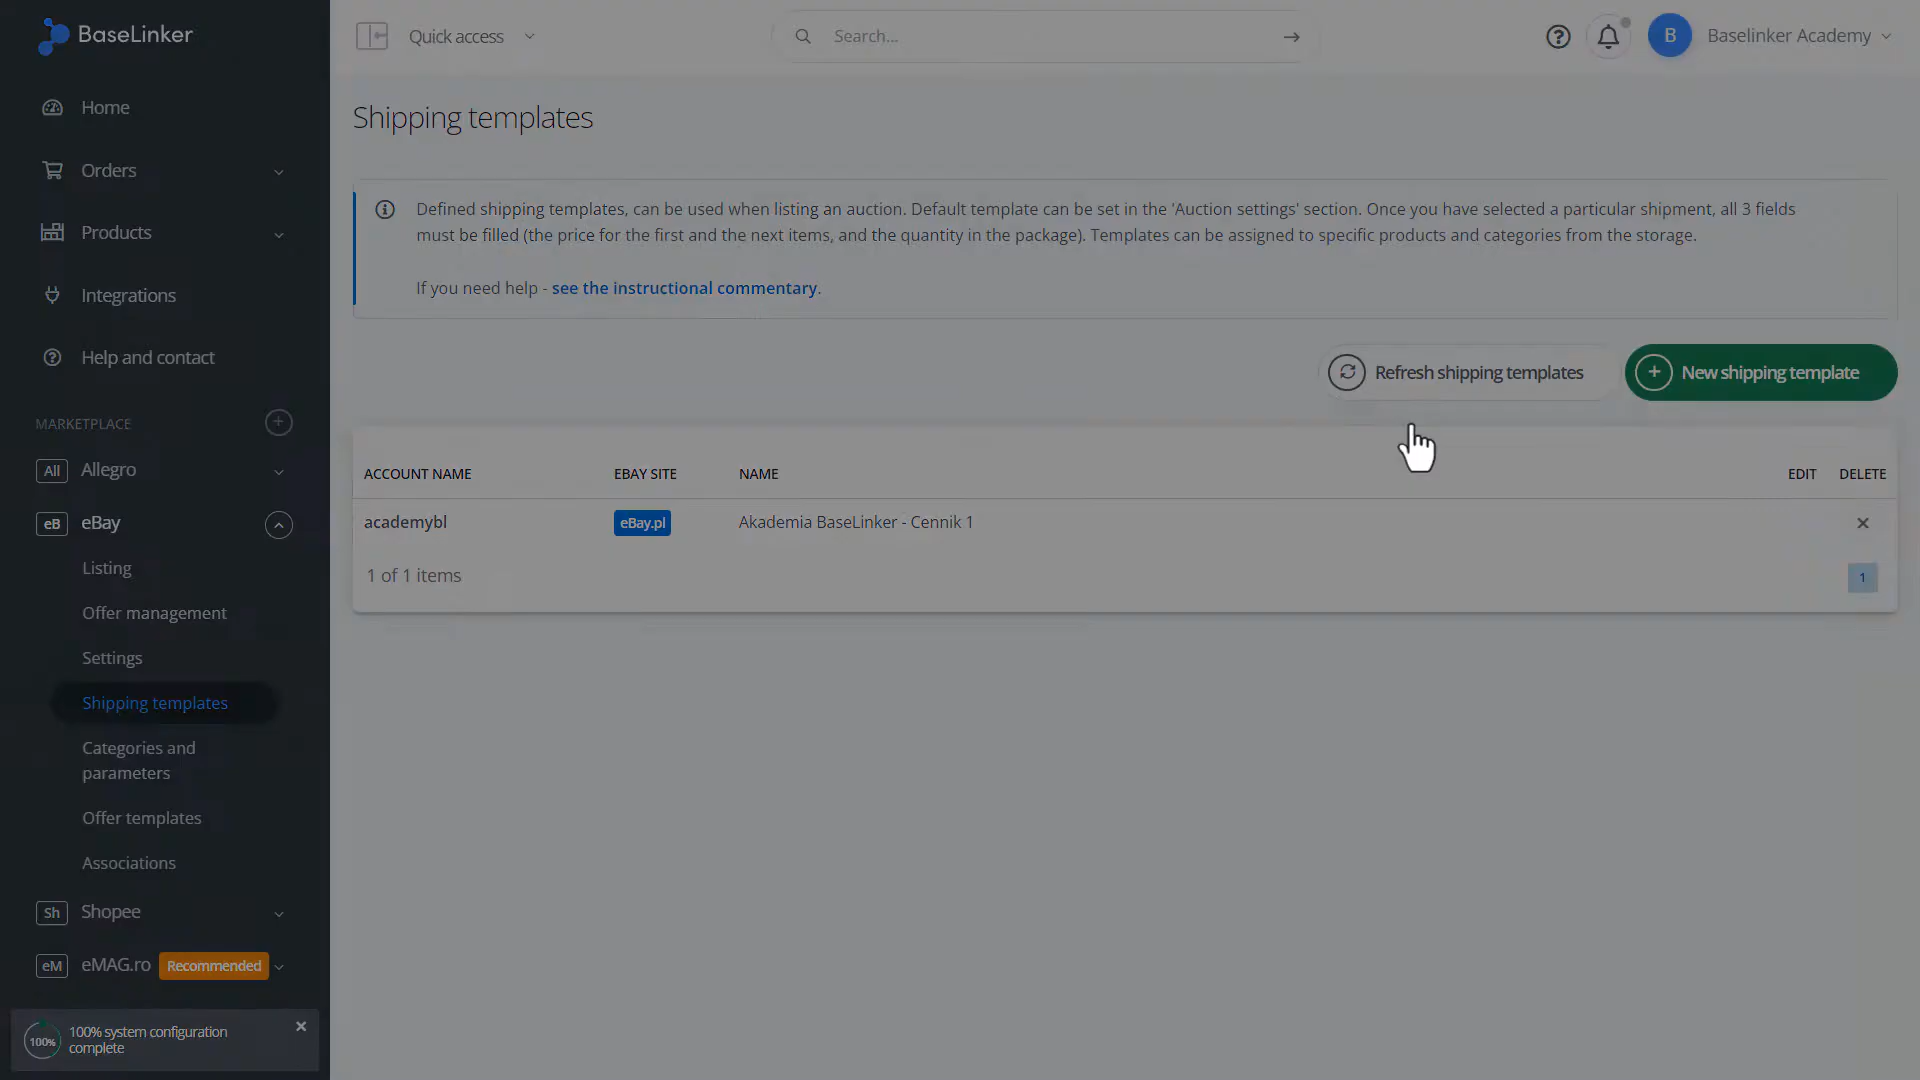 BaseLinker
Quick access
Search...
B
Baselinker Academy
Home
Orders
Products
Integrations
Help and contact
MARKETPLACE
All Allegro
eB eBay
Listing
Offer management
Settings
Shipping templates
Categories and
parameters
Offer templates
Associations
Sh Shopee
eM eMAG.ro Recommended
100% 100% system configuration
complete
Shipping templates
Defined shipping templates, can be used when listing an auction. Default template can be set in the 'Auction settings' section. Once you have selected a particular shipment, all 3 fields
must be filled (the price for the first and the next items, and the quantity in the package). Templates can be assigned to specific products and categories from the storage.
If you need help - see the instructional commentary.
Refresh shipping templates
New shipping template
ACCOUNT NAME EBAY SITE NAME EDIT DELETE
academybl eBay.pl Akademia BaseLinker - Cennik 1
1 of 1 items 1